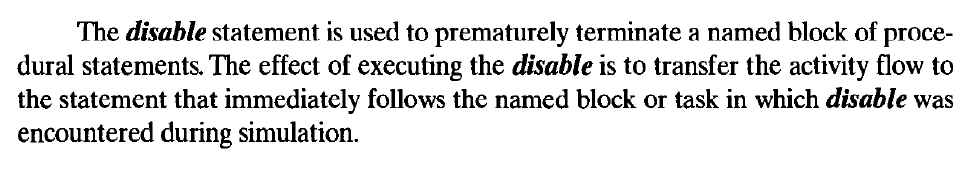 The disable statement is used to prematurely terminate a named block of proce-
dural statements. The effect of executing the disable is to transfer the activity flow to
the statement that immediately follows the named block or task in which disable was
encountered during simulation.